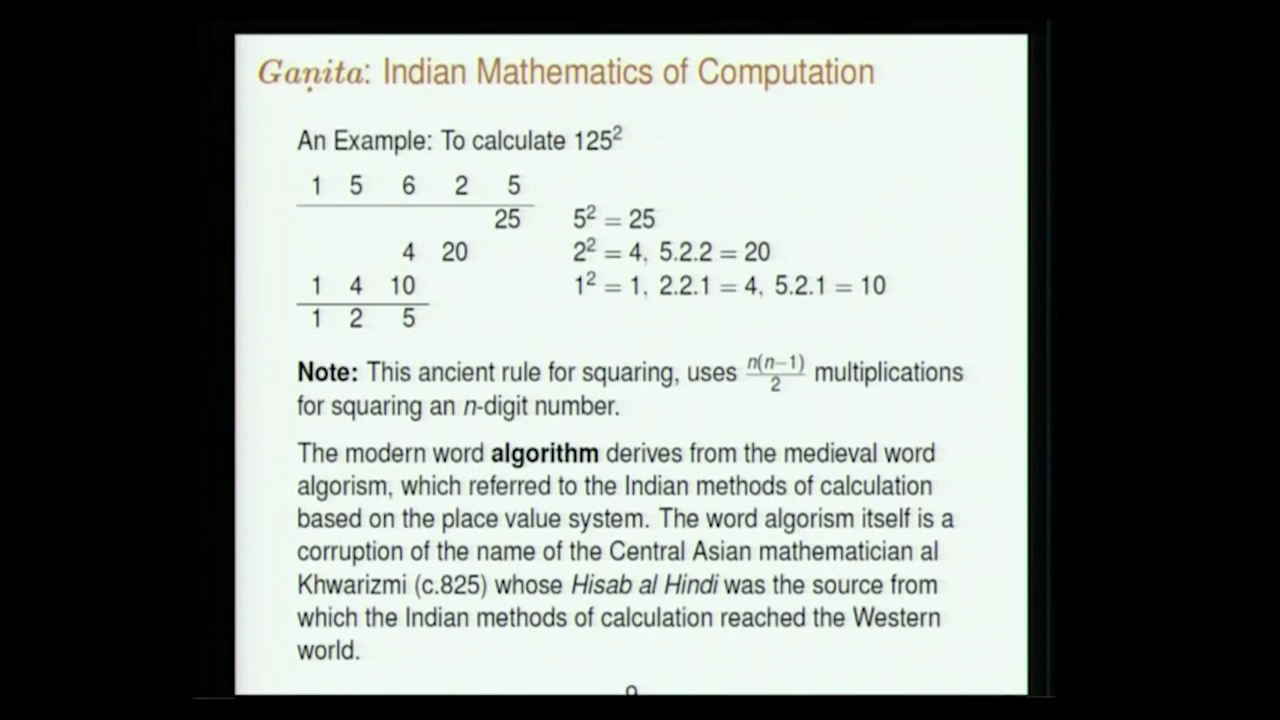 Gaṇita: Indian Mathematics of Computation
An Example: To calculate 125²
1 5 6 2 5
25 5² = 25
4 20 2² = 4, 5.2.2 = 20
1 4 10 1² = 1, 2.2.1 = 4, 5.2.1 = 10
1 2 5
Note: This ancient rule for squaring, uses n(n−1)/2 multiplications
for squaring an n-digit number.
The modern word algorithm derives from the medieval word
algorism, which referred to the Indian methods of calculation
based on the place value system. The word algorism itself is a
corruption of the name of the Central Asian mathematician al
Khwarizmi (c.825) whose Hisab al Hindi was the source from
which the Indian methods of calculation reached the Western
world.